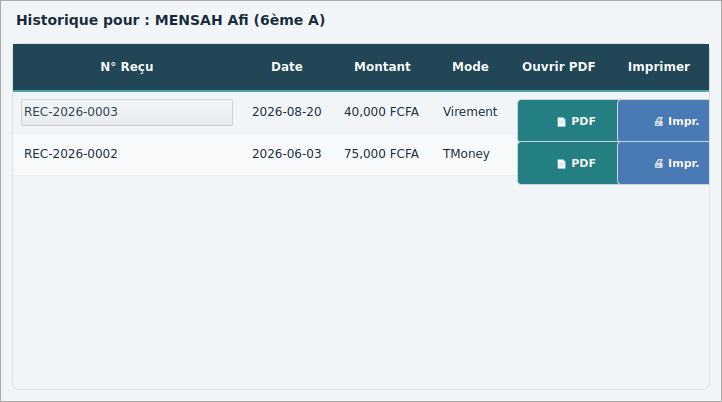 Historique pour : MENSAH Afi (6ème A)
N° Reçu Date Montant Mode Ouvrir PDF Imprimer
REC-2026-0003 2026-08-20 40,000 FCFA Virement PDF Impr.
REC-2026-0002 2026-06-03 75,000 FCFA TMoney PDF Impr.